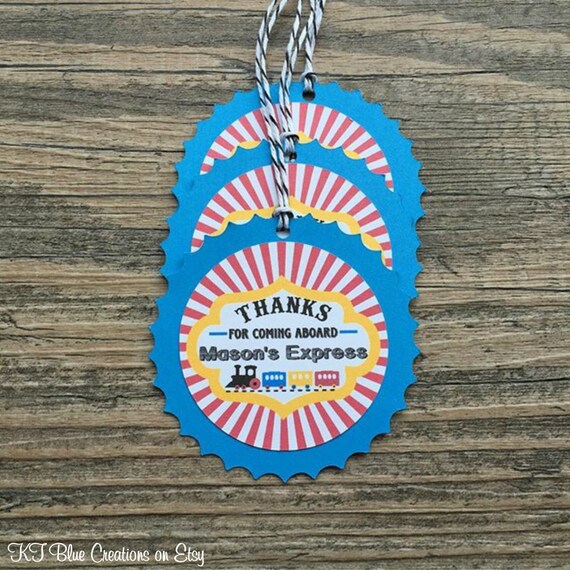 THANKS
FOR COMING ABOARD
Mason's Express
KT Blue Creations on Etsy